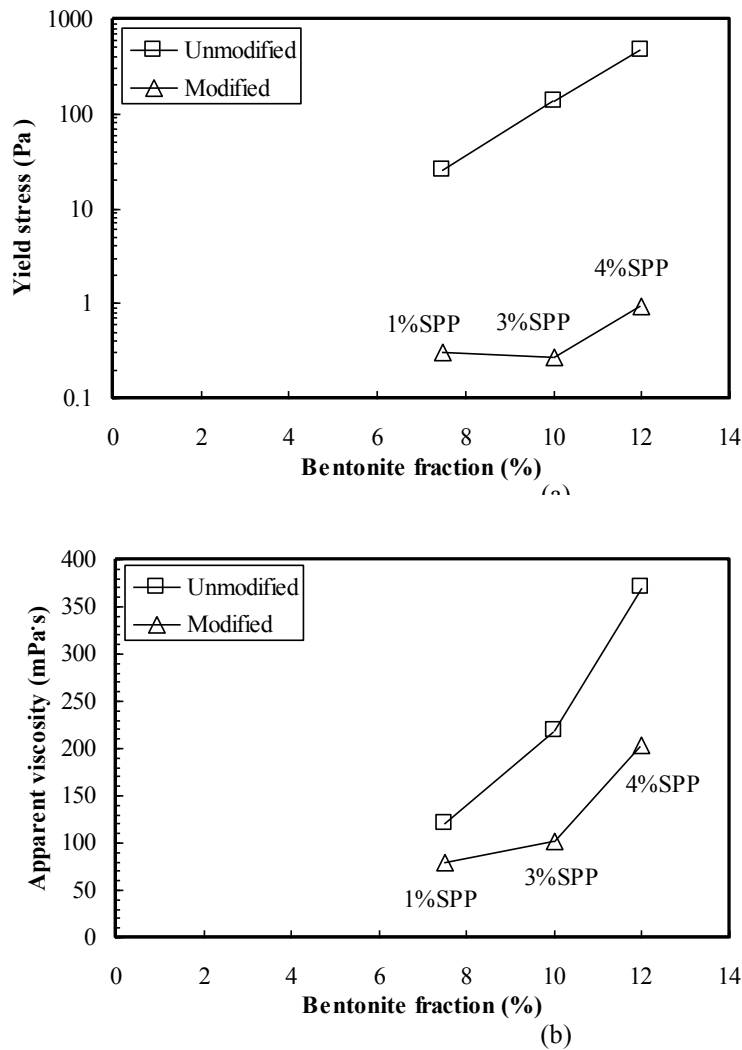 1000
100
10
1
0.1
Yield stress (Pa )
Unmodified
Modified
1%SPP
3%SPP
4%SPP
0 2 4 6 8 10 12 14
Bentonite fraction (%)
(a)
400
350
300
250
200
150
100
50
0
Apparent viscosity (mPa·s)
Unmodified
Modified
1%SPP
3%SPP
4%SPP
0 2 4 6 8 10 12 14
Bentonite fraction (%)
(b)